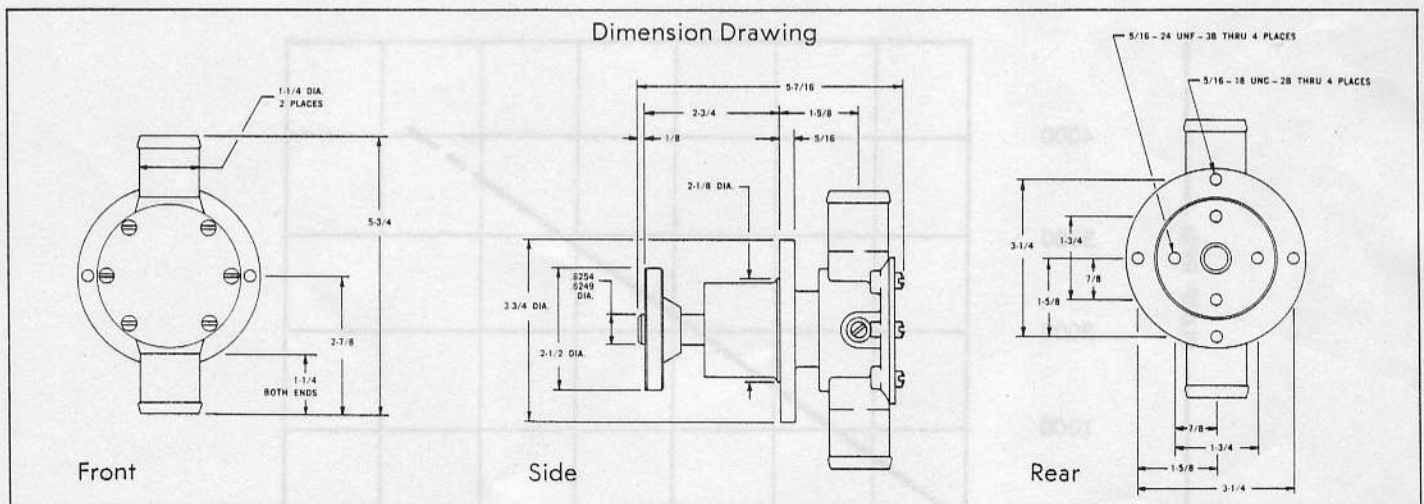 Dimension Drawing
1-1/4 DIA.
2 PLACES
5-3/4
2-7/8
1-1/4
BOTH ENDS
Front
5-7/16
2-3/4
1-5/8
1/8
5/16
2-1/8 DIA.
.6254
.6249
DIA.
3-3/4 DIA.
2-1/2 DIA.
Side
5/16 - 24 UNF - 3B THRU 4 PLACES
5/16 - 18 UNC - 2B THRU 4 PLACES
3-1/4
1-3/4
7/8
1-5/8
7/8
1-3/4
1-5/8
3-1/4
Rear
4000
1000